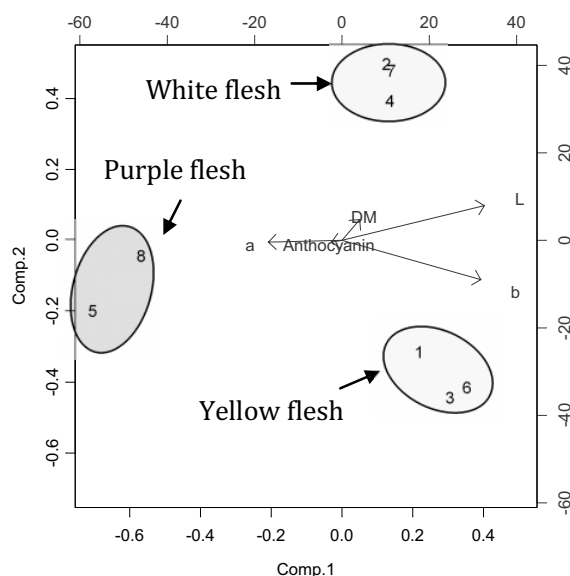 -60 -40 -20 0 20 40
White flesh
2
7
4
Purple flesh
8
5
DM
L
a
Anthocyanin
b
1
6
3
Yellow flesh
0.4
0.2
0.0
-0.2
-0.4
-0.6
Comp.2
40
20
0
-20
-40
-60
-0.6 -0.4 -0.2 0.0 0.2 0.4
Comp.1